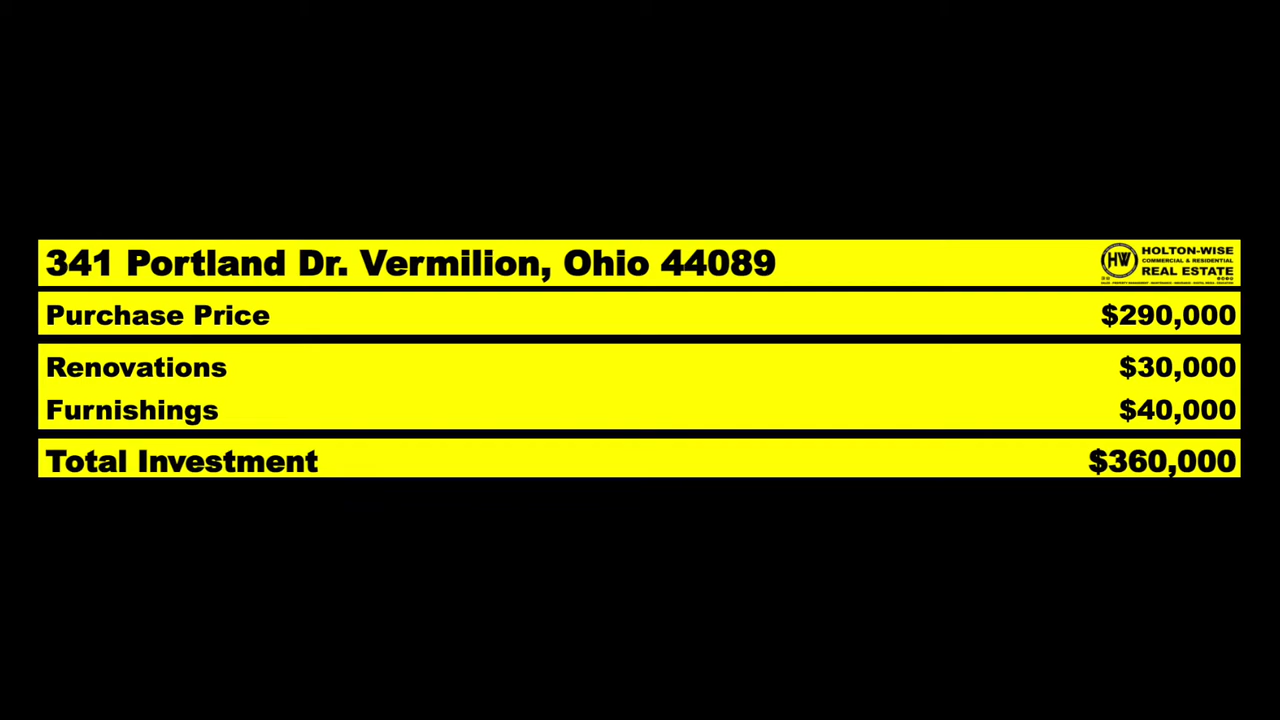 341 Portland Dr. Vermilion, Ohio 44089
HW
HOLTON-WISE
COMMERCIAL & RESIDENTIAL
REAL ESTATE
Purchase Price $290,000
Renovations $30,000
Furnishings $40,000
Total Investment $360,000